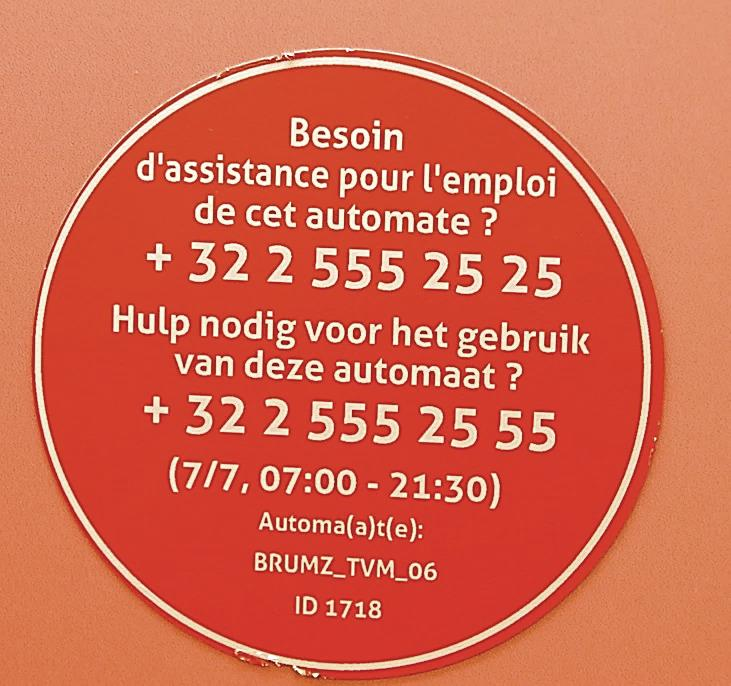 Besoin
d'assistance pour l'emploi
de cet automate ?
+ 32 2 555 25 25
Hulp nodig voor het gebruik
van deze automaat ?
+ 32 2 555 25 55
(7/7, 07:00 - 21:30)
Automa(a)t(e):
BRUMZ_TVM_06
ID 1718